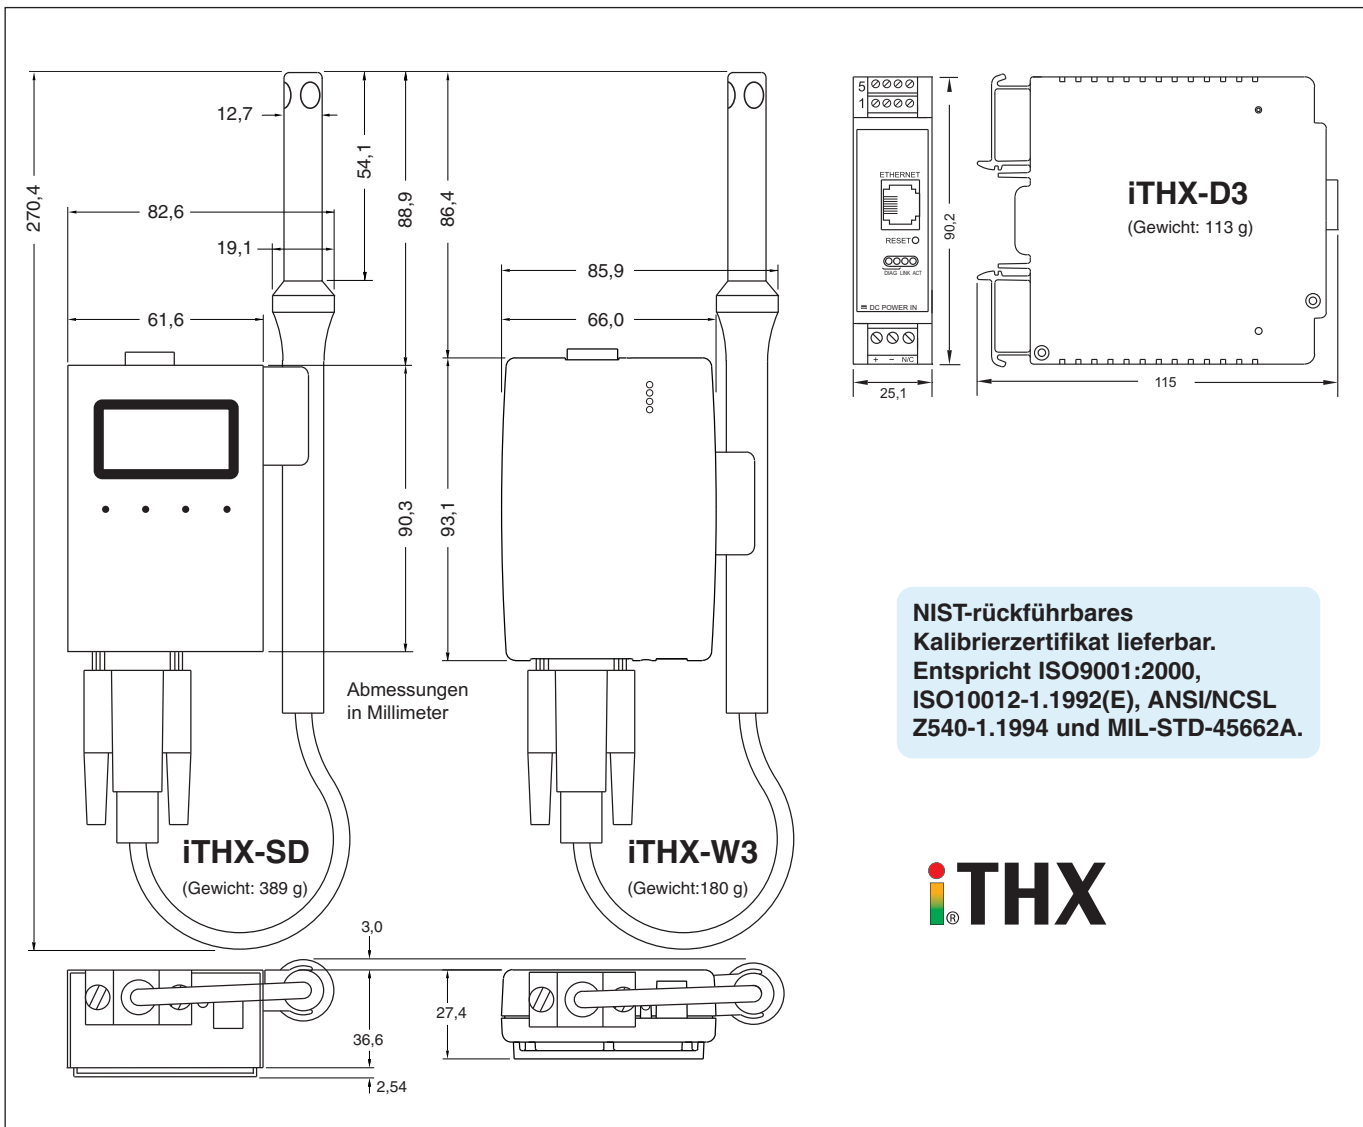 270,4
12,7
54,1
88,9
86,4
82,6
19,1
61,6
85,9
66,0
90,3
93,1
Abmessungen
in Millimeter
iTHX-SD
(Gewicht: 389 g)
iTHX-W3
(Gewicht:180 g)
3,0
36,6
2,54
27,4
5
1
ETHERNET
RESET
DIAG LINK ACT
DC POWER IN
+ − N/C
90,2
25,1
iTHX-D3
(Gewicht: 113 g)
115
NIST-rückführbares
Kalibrierzertifikat lieferbar.
Entspricht ISO9001:2000,
ISO10012-1.1992(E), ANSI/NCSL
Z540-1.1994 und MIL-STD-45662A.
i®THX